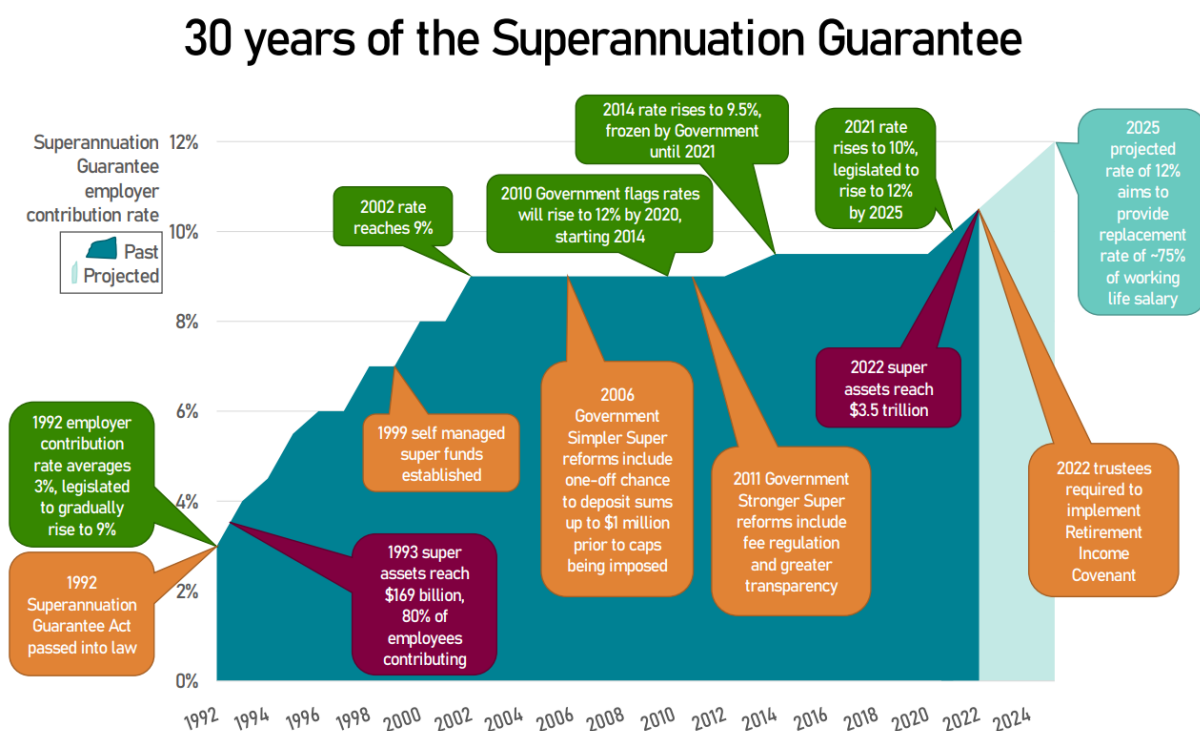 30 years of the Superannuation Guarantee
Superannuation
Guarantee
employer
contribution rate
Past
Projected
12%
10%
8%
6%
4%
2%
0%
1992 employer
contribution
rate averages
3%, legislated
to gradually
rise to 9%
1992
Superannuation
Guarantee Act
passed into law
1993 super
assets reach
$169 billion,
80% of
employees
contributing
1999 self managed
super funds
established
2002 rate
reaches 9%
2006
Government
Simpler Super
reforms include
one-off chance
to deposit sums
up to $1 million
prior to caps
being imposed
2010 Government flags rates
will rise to 12% by 2020,
starting 2014
2011 Government
Stronger Super
reforms include
fee regulation
and greater
transparency
2014 rate rises to 9.5%,
frozen by Government
until 2021
2021 rate
rises to 10%,
legislated to
rise to 12%
by 2025
2022 super
assets reach
$3.5 trillion
2022 trustees
required to
implement
Retirement
Income
Covenant
2025
projected
rate of 12%
aims to
provide
replacement
rate of ~75%
of working
life salary
1992
1994
1996
1998
2000
2002
2004
2006
2008
2010
2012
2014
2016
2018
2020
2022
2024